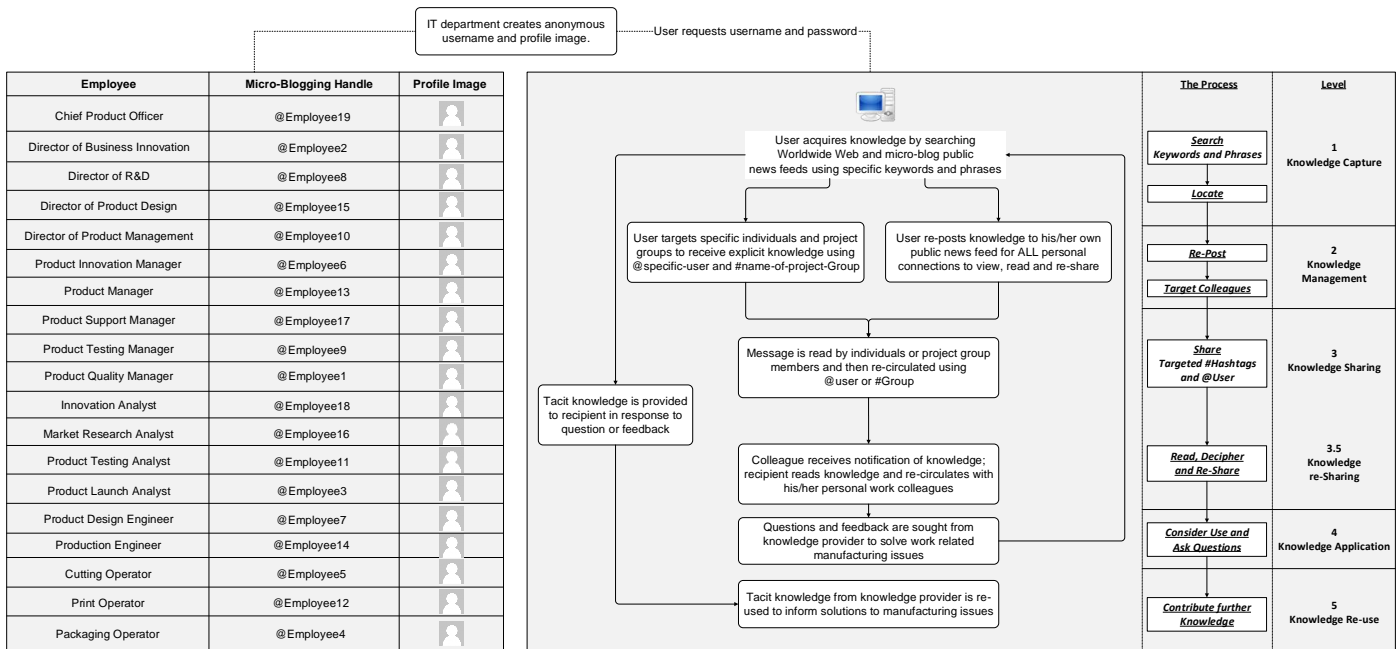 IT department creates anonymous
username and profile image.
User requests username and password
Employee Micro-Blogging Handle Profile Image
Chief Product Officer @Employee19
Director of Business Innovation @Employee2
Director of R&D @Employee8
Director of Product Design @Employee15
Director of Product Management @Employee10
Product Innovation Manager @Employee6
Product Manager @Employee13
Product Support Manager @Employee17
Product Testing Manager @Employee9
Product Quality Manager @Employee1
Innovation Analyst @Employee18
Market Research Analyst @Employee16
Product Testing Analyst @Employee11
Product Launch Analyst @Employee3
Product Design Engineer @Employee7
Production Engineer @Employee14
Cutting Operator @Employee5
Print Operator @Employee12
Packaging Operator @Employee4
User acquires knowledge by searching
Worldwide Web and micro-blog public
news feeds using specific keywords and phrases
User targets specific individuals and project
groups to receive explicit knowledge using
@specific-user and #name-of-project-Group
User re-posts knowledge to his/her own
public news feed for ALL personal
connections to view, read and re-share
Message is read by individuals or project group
members and then re-circulated using
@user or #Group
Tacit knowledge is provided
to recipient in response to
question or feedback
Colleague receives notification of knowledge;
recipient reads knowledge and re-circulates with
his/her personal work colleagues
Questions and feedback are sought from
knowledge provider to solve work related
manufacturing issues
Tacit knowledge from knowledge provider is re-
used to inform solutions to manufacturing issues
The Process
Level
Search
Keywords and Phrases
Locate
1
Knowledge Capture
Re-Post
Target Colleagues
2
Knowledge
Management
Share
Targeted #Hashtags
and @User
3
Knowledge Sharing
Read, Decipher
and Re-Share
3.5
Knowledge
re-Sharing
Consider Use and
Ask Questions
4
Knowledge Application
Contribute further
Knowledge
5
Knowledge Re-use